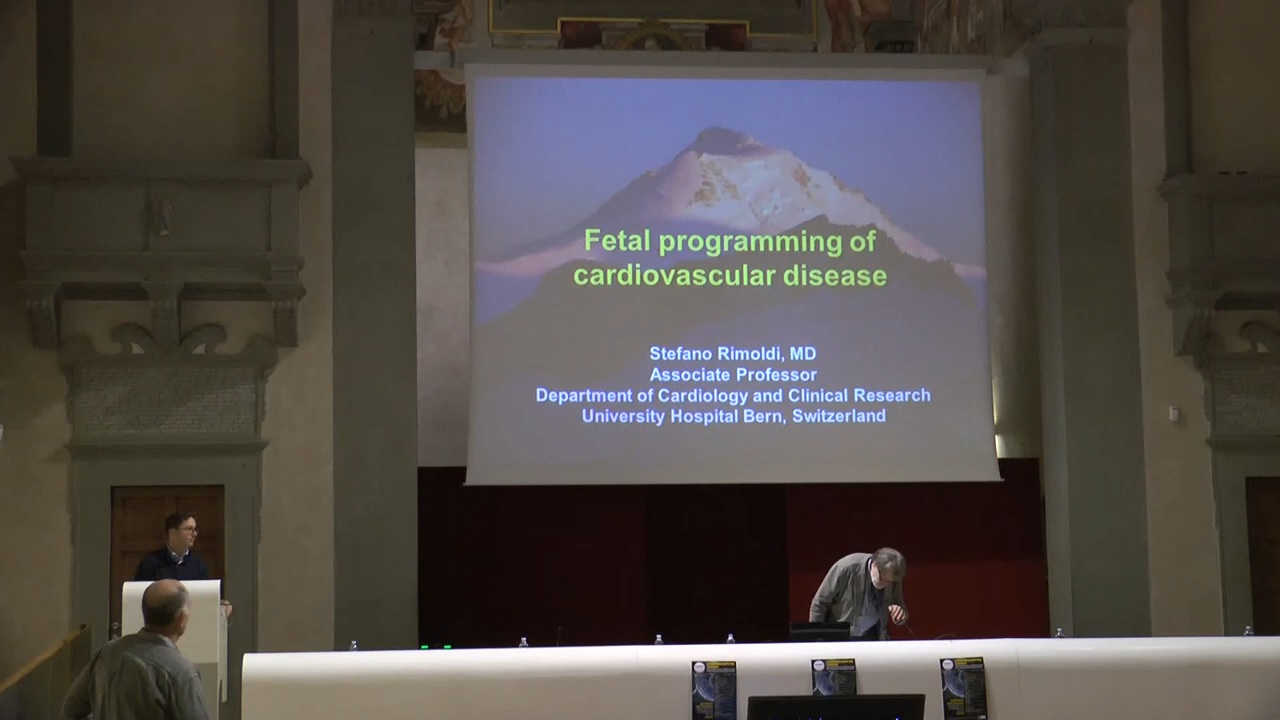 Fetal programming of
cardiovascular disease
Stefano Rimoldi, MD
Associate Professor
Department of Cardiology and Clinical Research
University Hospital Bern, Switzerland